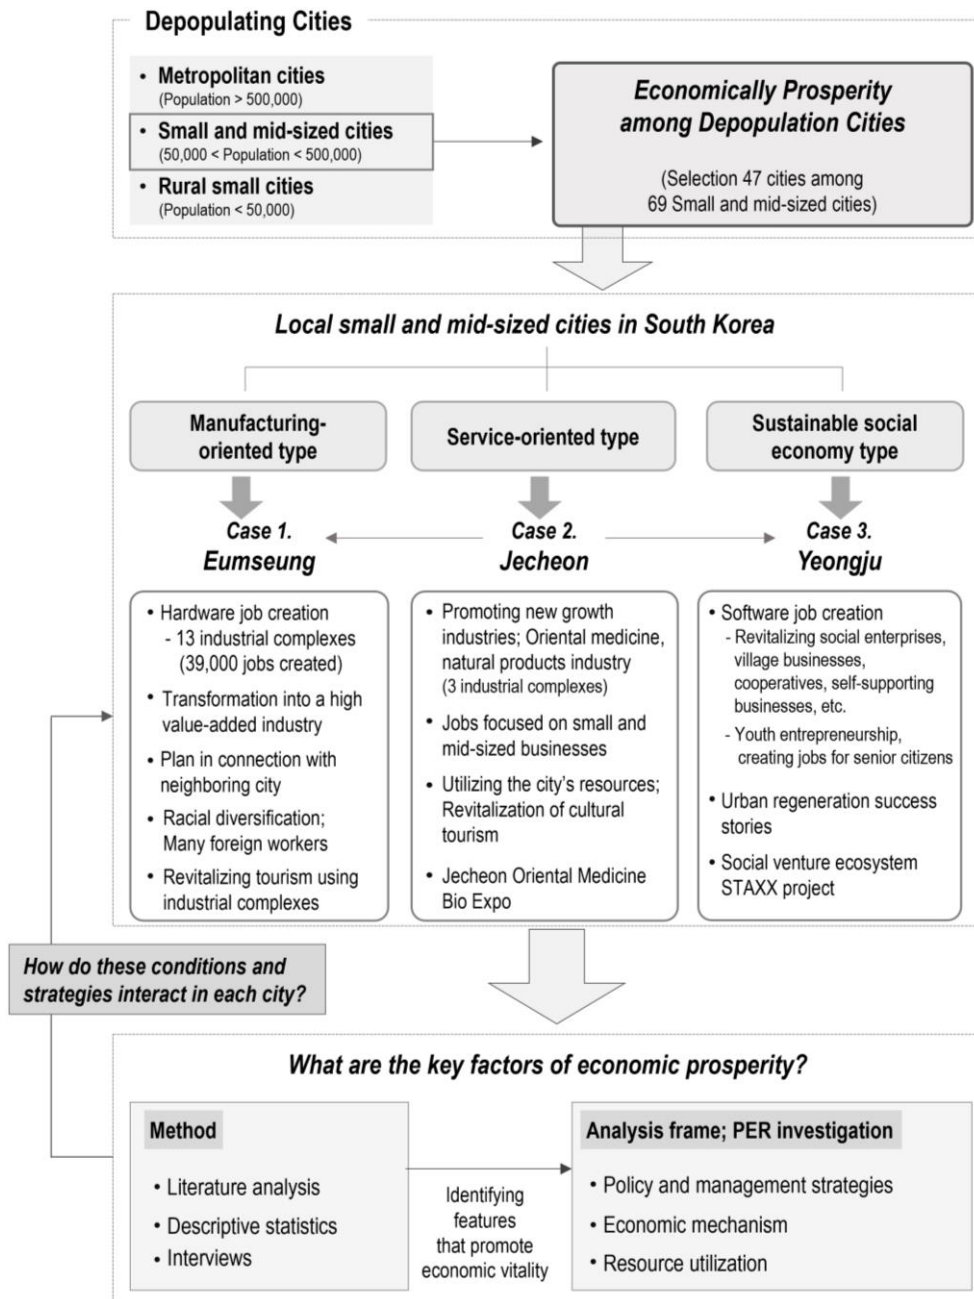 Depopulating Cities
• Metropolitan cities
(Population > 500,000)
• Small and mid-sized cities
(50,000 < Population < 500,000)
• Rural small cities
(Population < 50,000)
Economically Prosperity
among Depopulation Cities
(Selection 47 cities among
69 Small and mid-sized cities)
Local small and mid-sized cities in South Korea
Manufacturing-
oriented type
Service-oriented type
Sustainable social
economy type
Case 1.
Eumseung
Case 2.
Jecheon
Case 3.
Yeongju
• Hardware job creation
- 13 industrial complexes
(39,000 jobs created)
• Transformation into a high
value-added industry
• Plan in connection with
neighboring city
• Racial diversification;
Many foreign workers
• Revitalizing tourism using
industrial complexes
• Promoting new growth
industries; Oriental medicine,
natural products industry
(3 industrial complexes)
• Jobs focused on small and
mid-sized businesses
• Utilizing the city's resources;
Revitalization of cultural
tourism
• Jecheon Oriental Medicine
Bio Expo
• Software job creation
- Revitalizing social enterprises,
village businesses,
cooperatives, self-supporting
businesses, etc.
- Youth entrepreneurship,
creating jobs for senior citizens
• Urban regeneration success
stories
• Social venture ecosystem
STAXX project
How do these conditions and
strategies interact in each city?
What are the key factors of economic prosperity?
Method
• Literature analysis
• Descriptive statistics
• Interviews
Identifying
features
that promote
economic vitality
Analysis frame; PER investigation
• Policy and management strategies
• Economic mechanism
• Resource utilization